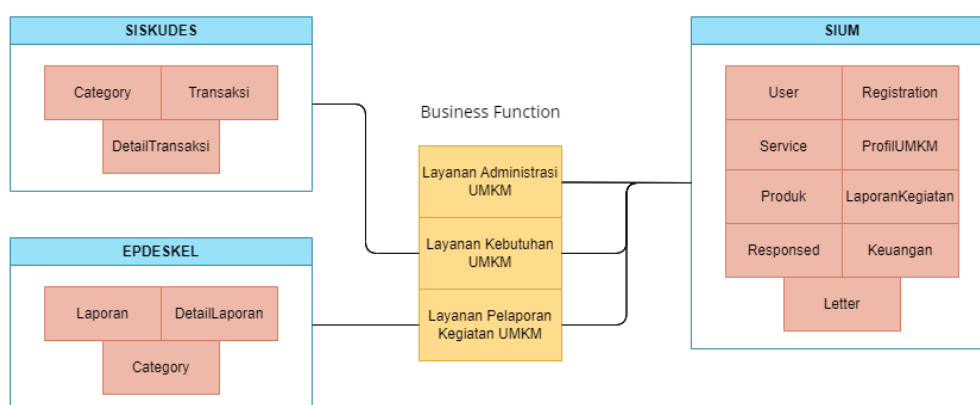 SISKUDES
Category
Transaksi
DetailTransaksi
EPDESKEL
Laporan
DetailLaporan
Category
Business Function
Layanan Administrasi
UMKM
Layanan Kebutuhan
UMKM
Layanan Pelaporan
Kegiatan UMKM
SIUM
User
Registration
Service
ProfilUMKM
Produk
LaporanKegiatan
Responsed
Keuangan
Letter